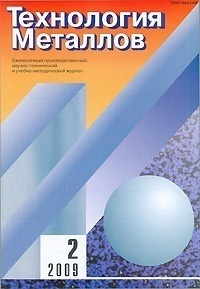 Технология
Металлов
Ежемесячный производственный,
научно-технический
и учебно-методический журнал
2
2009